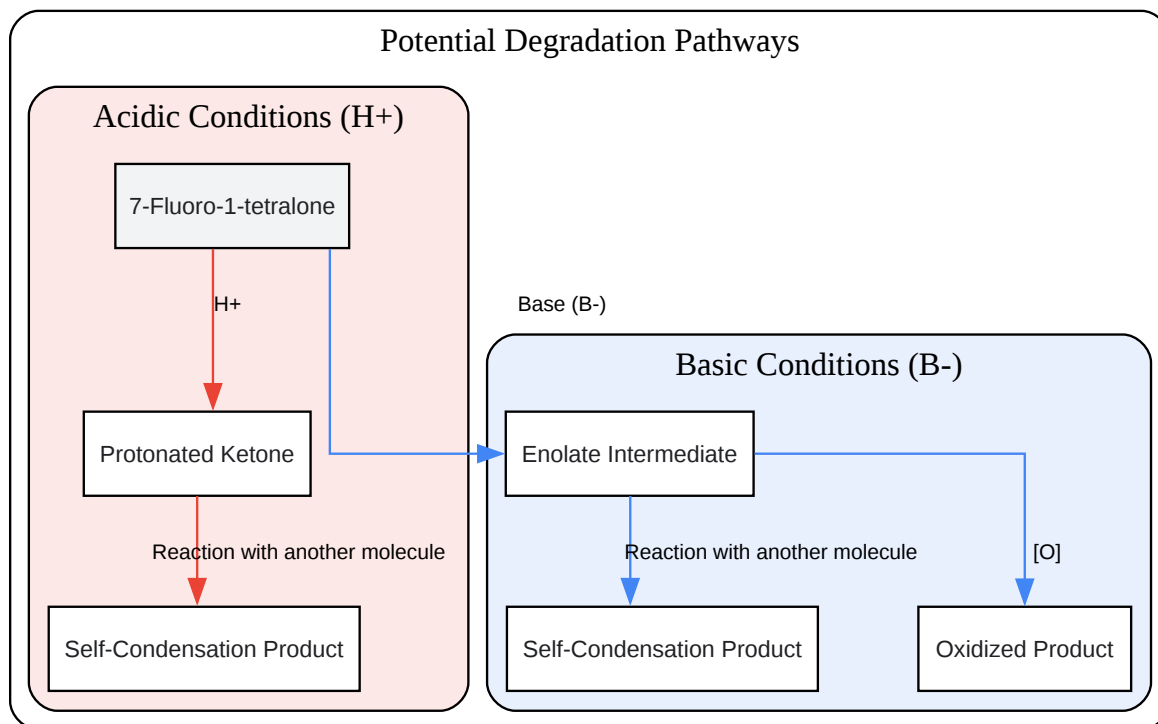 Potential Degradation Pathways
Acidic Conditions (H+)
7-Fluoro-1-tetralone
H+
Base (B-)
Basic Conditions (B-)
Protonated Ketone
Enolate Intermediate
Reaction with another molecule
Reaction with another molecule
[O]
Self-Condensation Product
Self-Condensation Product
Oxidized Product